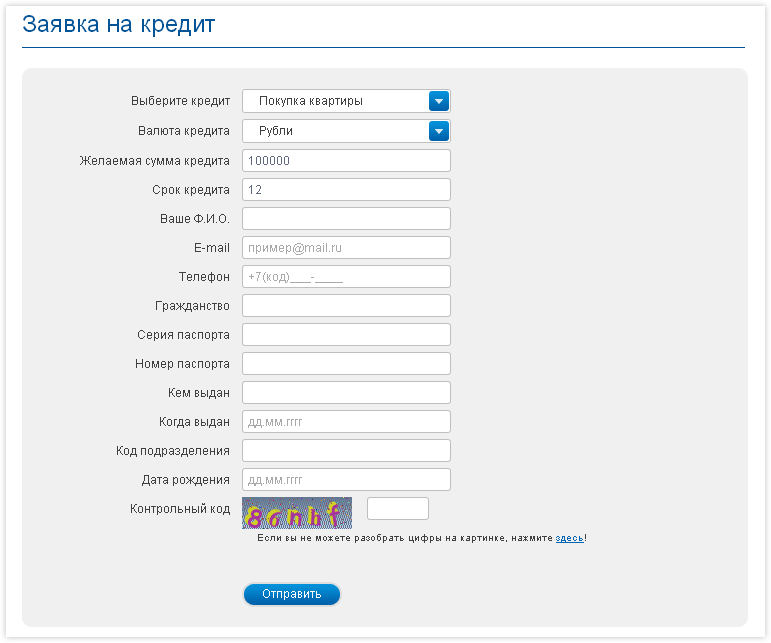 Заявка на кредит
Выберите кредит Покупка квартиры
Валюта кредита Рубли
Желаемая сумма кредита 100000
Срок кредита 12
Ваше Ф.И.О.
E-mail пример@mail.ru
Телефон +7(код)___-____
Гражданство
Серия паспорта
Номер паспорта
Кем выдан
Когда выдан дд.мм.гггг
Код подразделения
Дата рождения дд.мм.гггг
Контрольный код 86nhf
Если вы не можете разобрать цифры на картинке, нажмите здесь!
Отправить